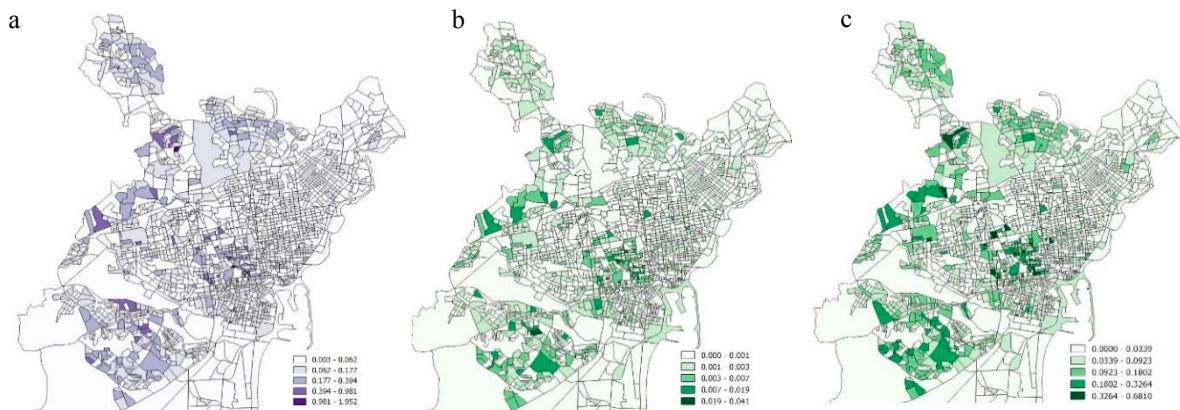 a
b
c
0.003 - 0.062
0.062 - 0.177
0.177 - 0.394
0.394 - 0.981
0.981 - 1.952
0.000 - 0.001
0.001 - 0.003
0.003 - 0.007
0.007 - 0.019
0.019 - 0.041
0.0000 - 0.0339
0.0339 - 0.0923
0.0923 - 0.1802
0.1802 - 0.3264
0.3264 - 0.6810